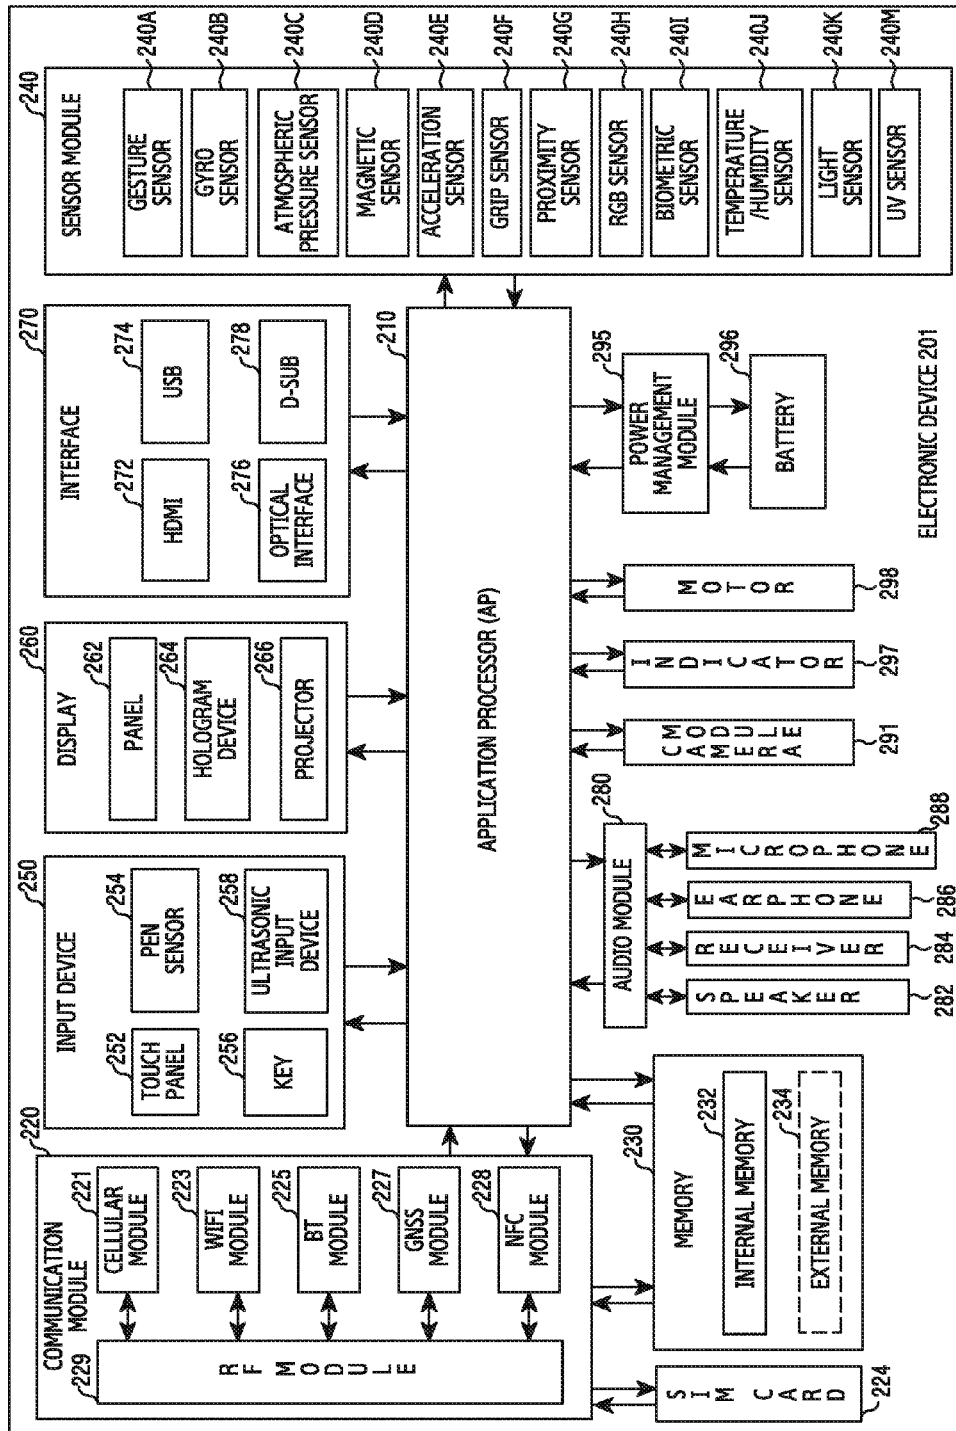 COMMUNICATION
MODULE
220
229
RF MODULE
221
CELLULAR
MODULE
223
WIFI
MODULE
225
BT
MODULE
227
GNSS
MODULE
228
NFC
MODULE
SIM CARD
224
INPUT DEVICE
250
252
TOUCH
PANEL
254
PEN
SENSOR
256
KEY
258
ULTRASONIC
INPUT
DEVICE
DISPLAY
260
262
PANEL
264
HOLOGRAM
DEVICE
266
PROJECTOR
INTERFACE
270
272
HDMI
274
USB
276
OPTICAL
INTERFACE
278
D-SUB
SENSOR MODULE
240
GESTURE
SENSOR
240A
GYRO
SENSOR
240B
ATMOSPHERIC
PRESSURE SENSOR
240C
MAGNETIC
SENSOR
240D
ACCELERATION
SENSOR
240E
GRIP SENSOR
240F
PROXIMITY
SENSOR
240G
RGB SENSOR
240H
BIOMETRIC
SENSOR
240I
TEMPERATURE
/HUMIDITY
SENSOR
240J
LIGHT
SENSOR
240K
UV SENSOR
240M
APPLICATION PROCESSOR (AP)
210
MEMORY
230
232
INTERNAL MEMORY
234
EXTERNAL MEMORY
AUDIO MODULE
280
SPEAKER
282
RECEIVER
284
EARPHONE
286
MICROPHONE
288
CAMERA
MODULE
291
INDICATOR
297
MOTOR
298
295
POWER
MANAGEMENT
MODULE
296
BATTERY
ELECTRONIC DEVICE 201